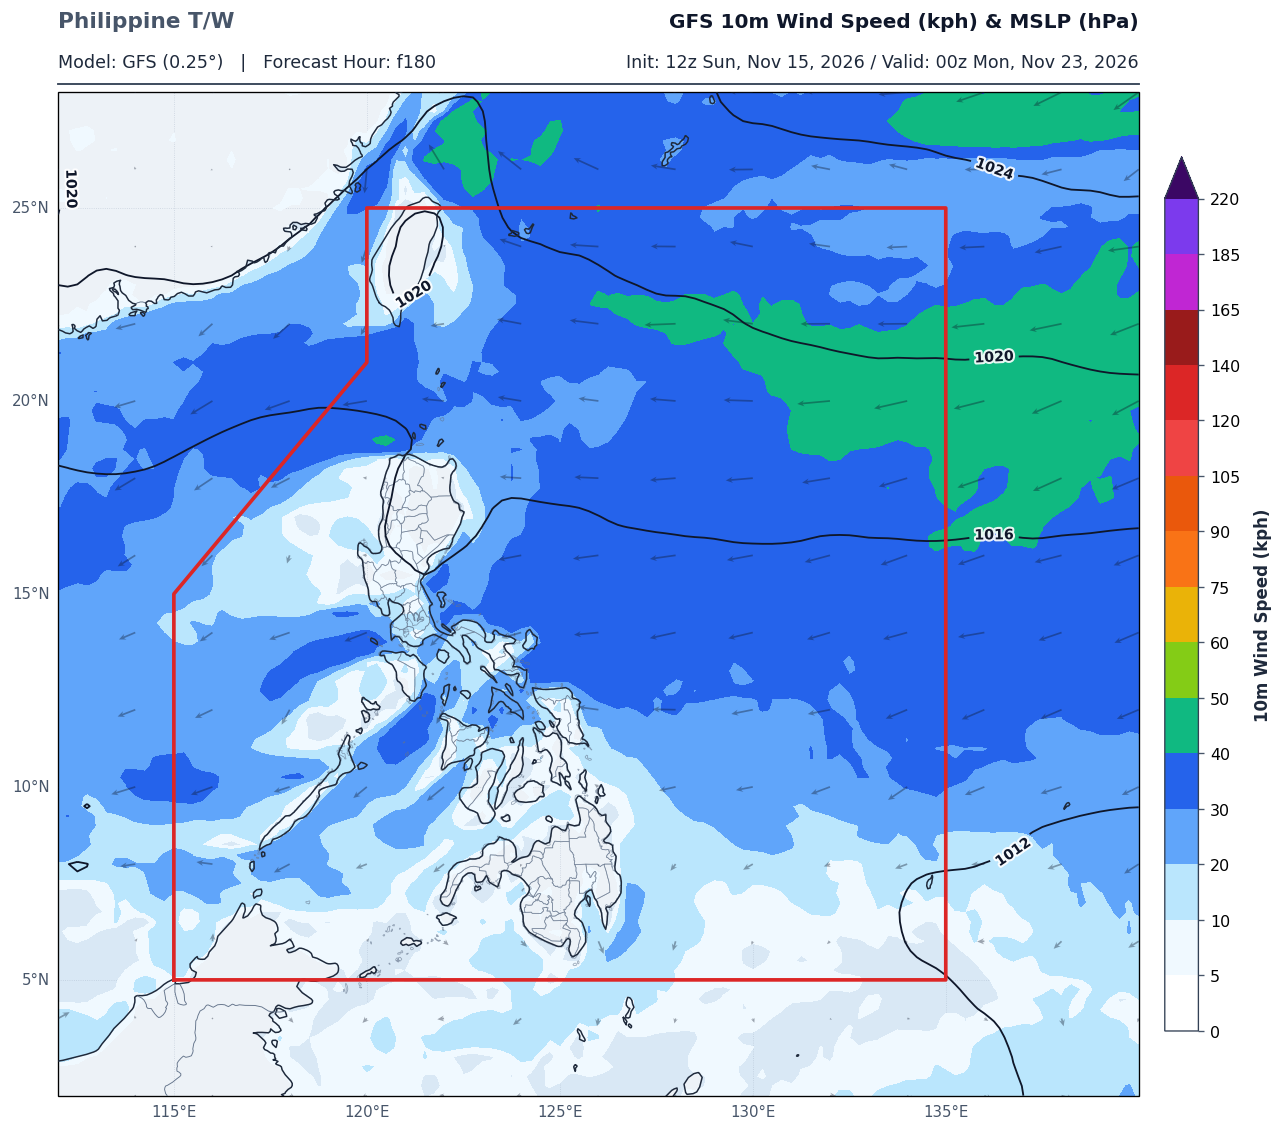 Philippine T/W
GFS 10m Wind Speed (kph) & MSLP (hPa)
Model: GFS (0.25°)   |   Forecast Hour: f180
Init: 12z Sun, Nov 15, 2026 / Valid: 00z Mon, Nov 23, 2026
1020
1024
1020
1020
1016
1012
25°N
20°N
15°N
10°N
5°N
115°E
120°E
125°E
130°E
135°E
220
185
165
140
120
105
90
75
60
50
40
30
20
10
5
0
10m Wind Speed (kph)